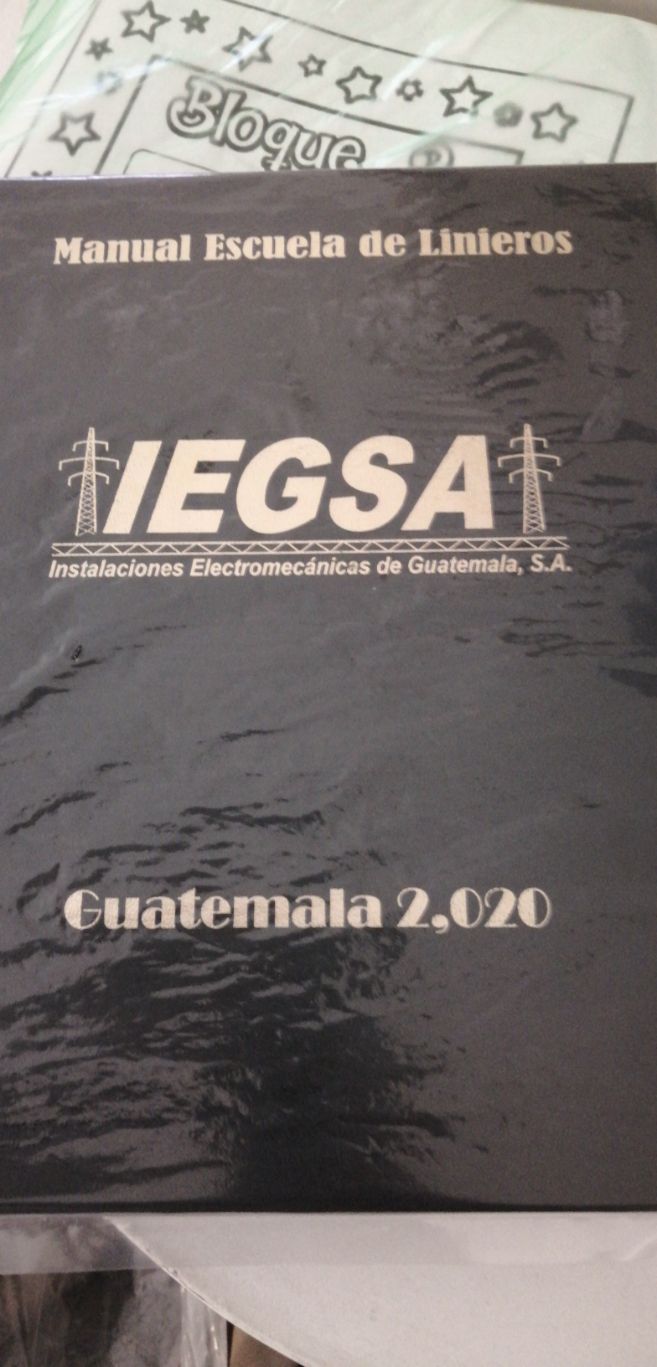 Bloque
Manual Escuela de Linieros
IEGSA
Instalaciones Electromecánicas de Guatemala, S.A.
Guatemala 2,020